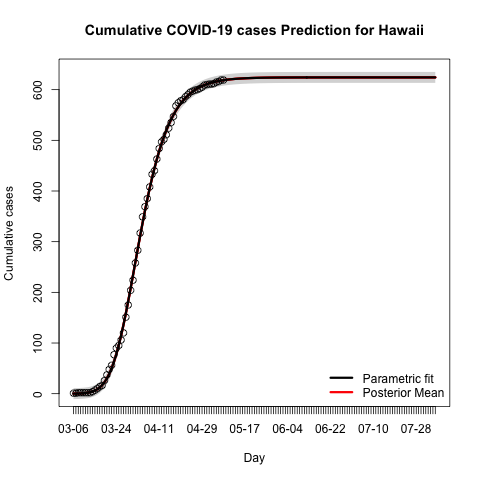 Cumulative COVID-19 cases Prediction for Hawaii
Cumulative cases
600
500
400
300
200
100
0
Parametric fit
Posterior Mean
03-06 03-24 04-11 04-29 05-17 06-04 06-22 07-10 07-28
Day